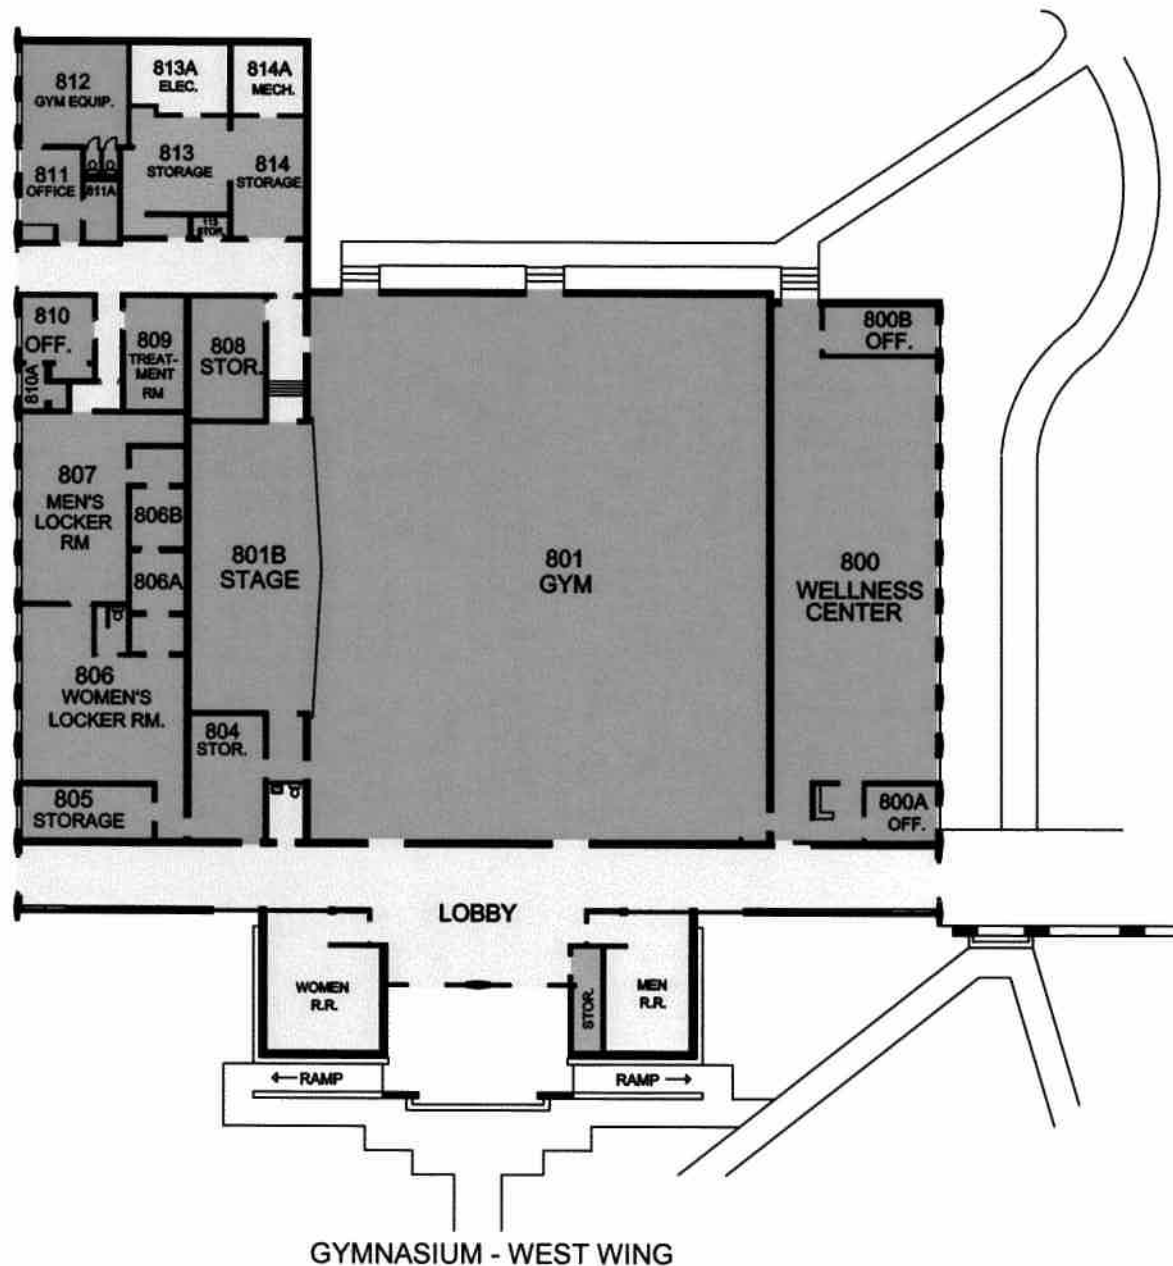 812
GYM EQUIP.
813A
ELEC.
814A
MECH.
813
STORAGE
814
STORAGE
811
OFFICE
811A
113
STOR.
810
OFF.
810A
809
TREAT-
MENT
RM
808
STOR.
800B
OFF.
807
MEN'S
LOCKER
RM
806B
806A
801B
STAGE
801
GYM
800
WELLNESS
CENTER
806
WOMEN'S
LOCKER RM.
804
STOR.
805
STORAGE
800A
OFF.
LOBBY
WOMEN
R.R.
STOR.
MEN
R.R.
←RAMP
RAMP→
GYMNASIUM - WEST WING